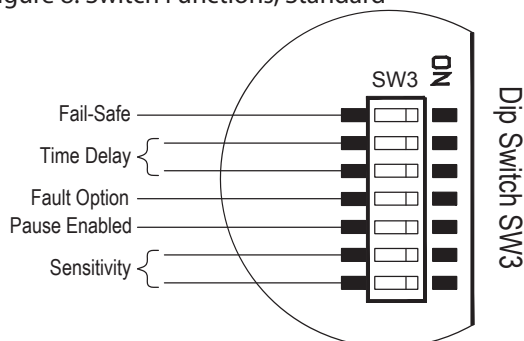 Figure 8. Switch Functions, Standard
SW3
ON
Fail-Safe
Time Delay
Fault Option
Pause Enabled
Sensitivity
Dip Switch SW3